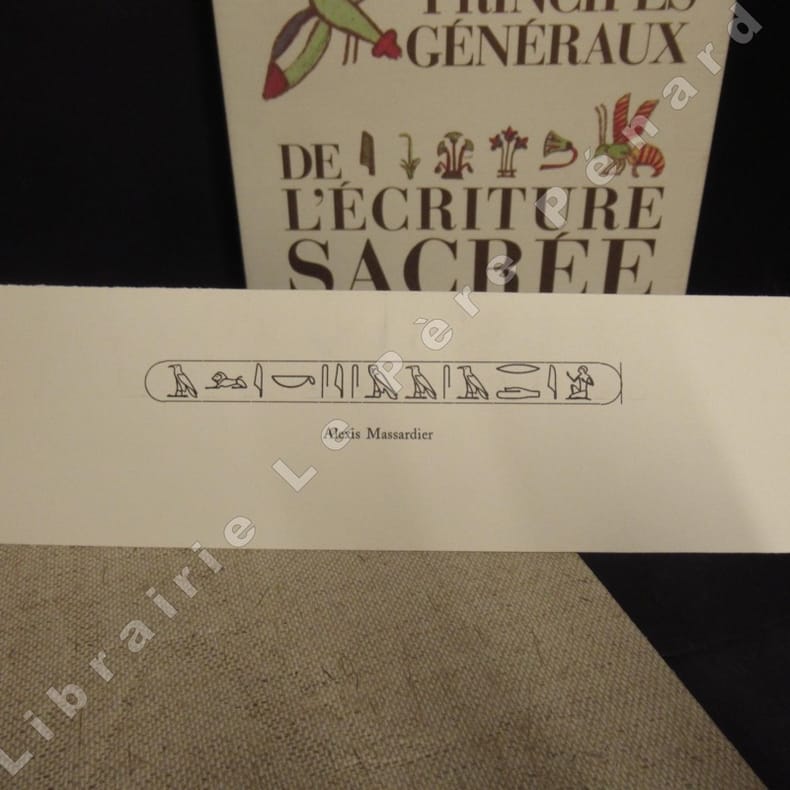 PRINCIPES
GÉNÉRAUX
DE
L'ÉCRITURE
SACRÉE
Alexis Massardier
Librairie Le Père Pénard